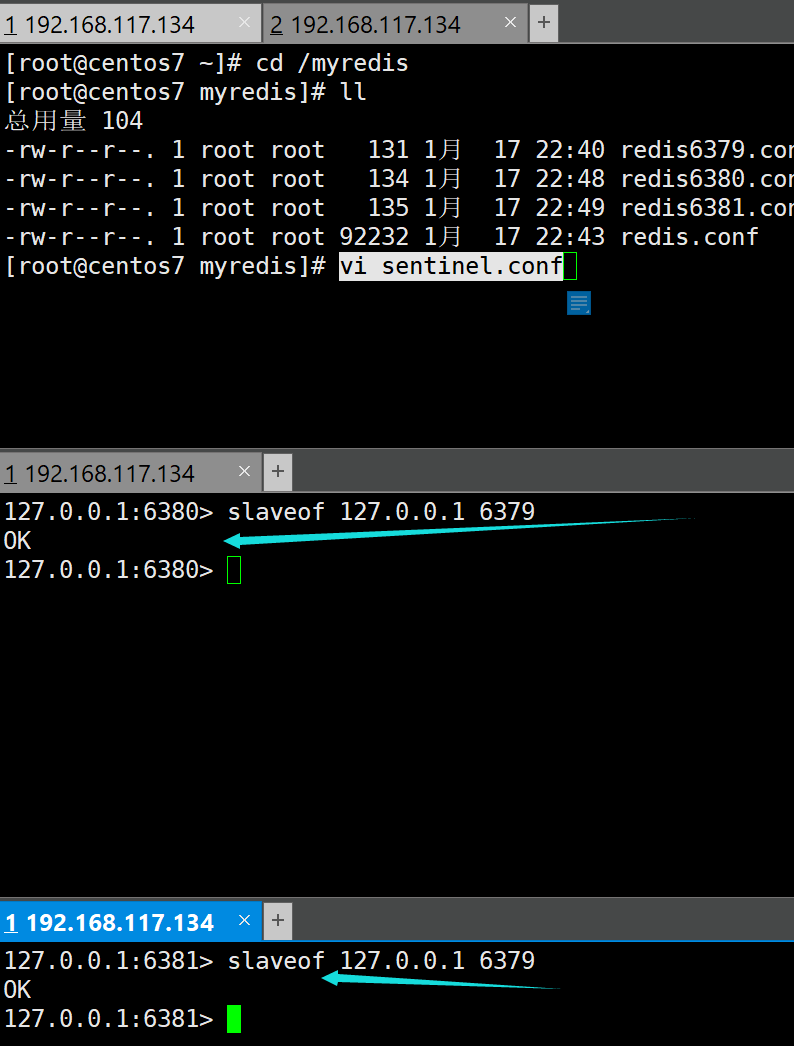 1 192.168.117.134 × 2 192.168.117.134 × +
[root@centos7 ~]# cd /myredis
[root@centos7 myredis]# ll
总用量 104
-rw-r--r--. 1 root root   131 1月  17 22:40 redis6379.con
-rw-r--r--. 1 root root   134 1月  17 22:48 redis6380.con
-rw-r--r--. 1 root root   135 1月  17 22:49 redis6381.con
-rw-r--r--. 1 root root 92232 1月  17 22:43 redis.conf
[root@centos7 myredis]# vi sentinel.conf
1 192.168.117.134 × +
127.0.0.1:6380> slaveof 127.0.0.1 6379
OK
127.0.0.1:6380>
1 192.168.117.134 × +
127.0.0.1:6381> slaveof 127.0.0.1 6379
OK
127.0.0.1:6381>